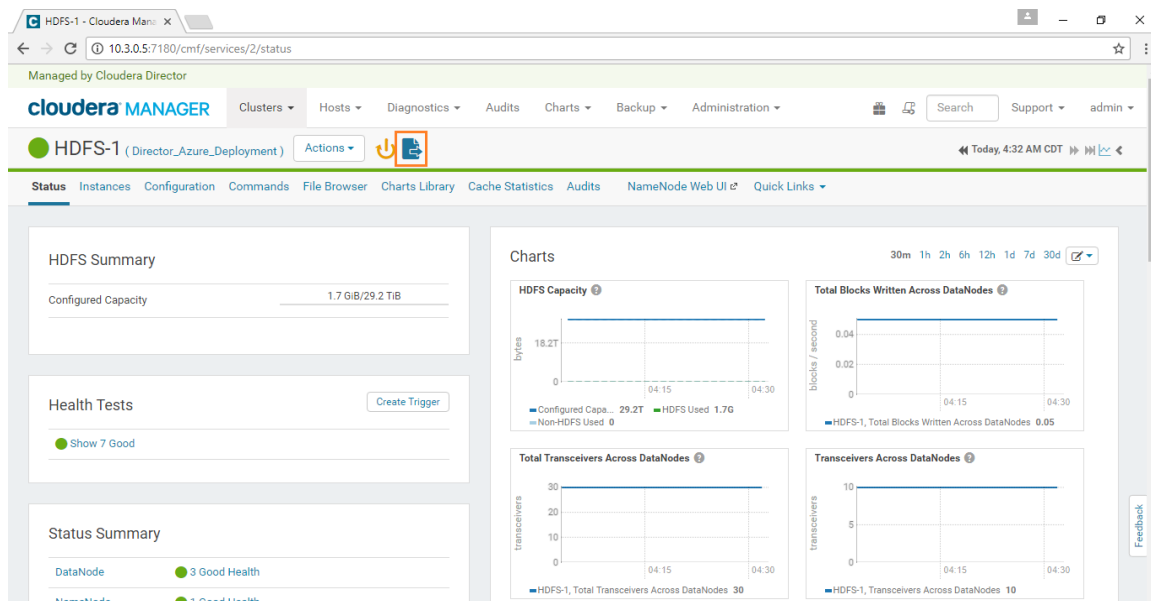 HDFS-1 - Cloudera Mana
10.3.0.5:7180/cmf/services/2/status
Managed by Cloudera Director
cloudera MANAGER Clusters Hosts Diagnostics Audits Charts Backup Administration Search Support admin
HDFS-1 ( Director_Azure_Deployment ) Actions Today, 4:32 AM CDT
Status Instances Configuration Commands File Browser Charts Library Cache Statistics Audits NameNode Web UI Quick Links
HDFS Summary
Configured Capacity 1.7 GiB/29.2 TiB
Health Tests Create Trigger
Show 7 Good
Status Summary
DataNode 3 Good Health
NameNode 1 Good Health
Charts 30m 1h 2h 6h 12h 1d 7d 30d
HDFS Capacity
bytes
18.2T
0
04:15 04:30
Configured Capa... 29.2T HDFS Used 1.7G
Non-HDFS Used 0
Total Blocks Written Across DataNodes
blocks / second
0.04
0.02
0
04:15 04:30
HDFS-1, Total Blocks Written Across DataNodes 0.05
Total Transceivers Across DataNodes
transceivers
30
20
10
0
04:15 04:30
HDFS-1, Total Transceivers Across DataNodes 30
Transceivers Across DataNodes
transceivers
10
5
0
04:15 04:30
HDFS-1, Transceivers Across DataNodes 10
Feedback